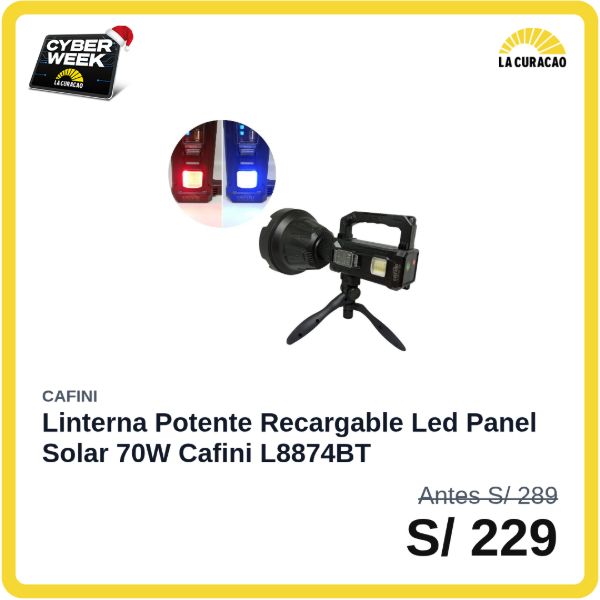 CYBER
WEEK
LA CURACAO
LA CURACAO
CAFINI
Linterna Potente Recargable Led Panel
Solar 70W Cafini L8874BT
Antes S/ 289
S/ 229